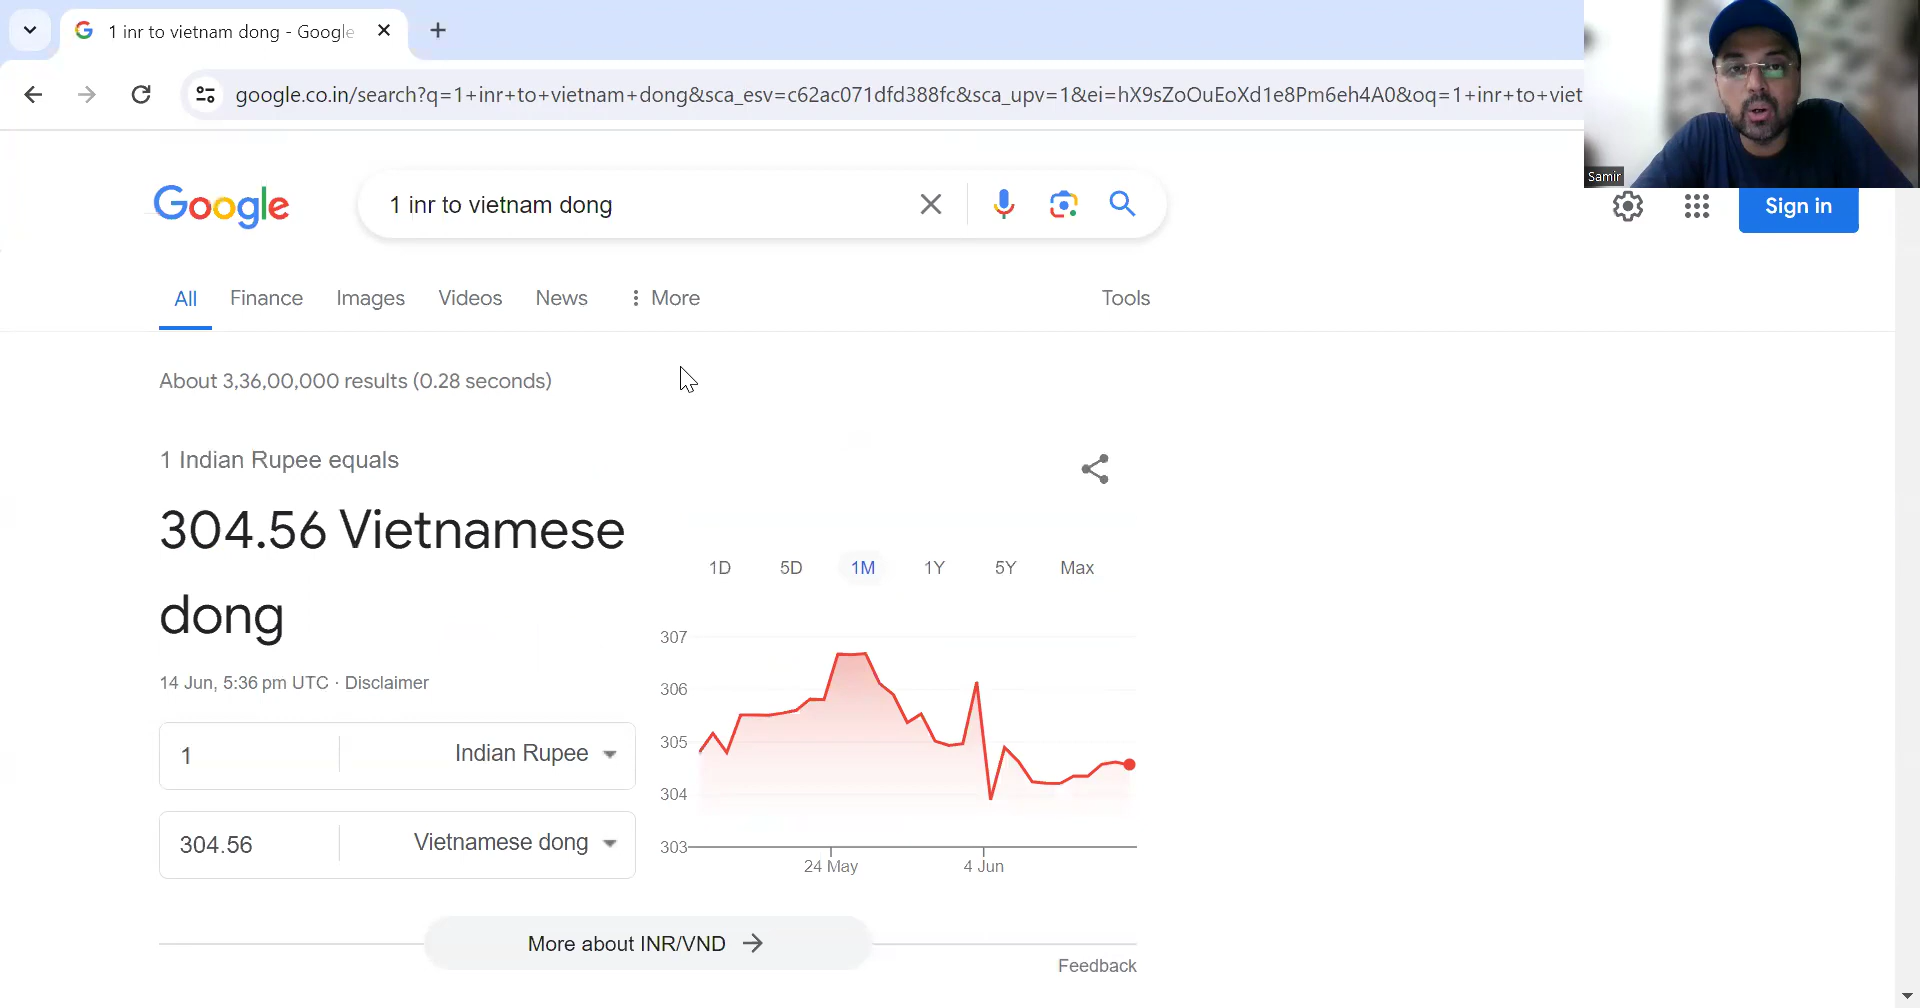 1 inr to vietnam dong - Google
google.co.in/search?q=1+inr+to+vietnam+dong&sca_esv=c62ac071dfd388fc&sca_upv=1&ei=hX9sZoOuEoXd1e8Pm6eh4A0&oq=1+inr+to+viet
Samir
Google
1 inr to vietnam dong
Sign in
All
Finance
Images
Videos
News
More
Tools
About 3,36,00,000 results (0.28 seconds)
1 Indian Rupee equals
304.56 Vietnamese
dong
14 Jun, 5:36 pm UTC · Disclaimer
1
Indian Rupee
304.56
Vietnamese dong
1D
5D
1M
1Y
5Y
Max
307
306
305
304
303
24 May
4 Jun
More about INR/VND
Feedback